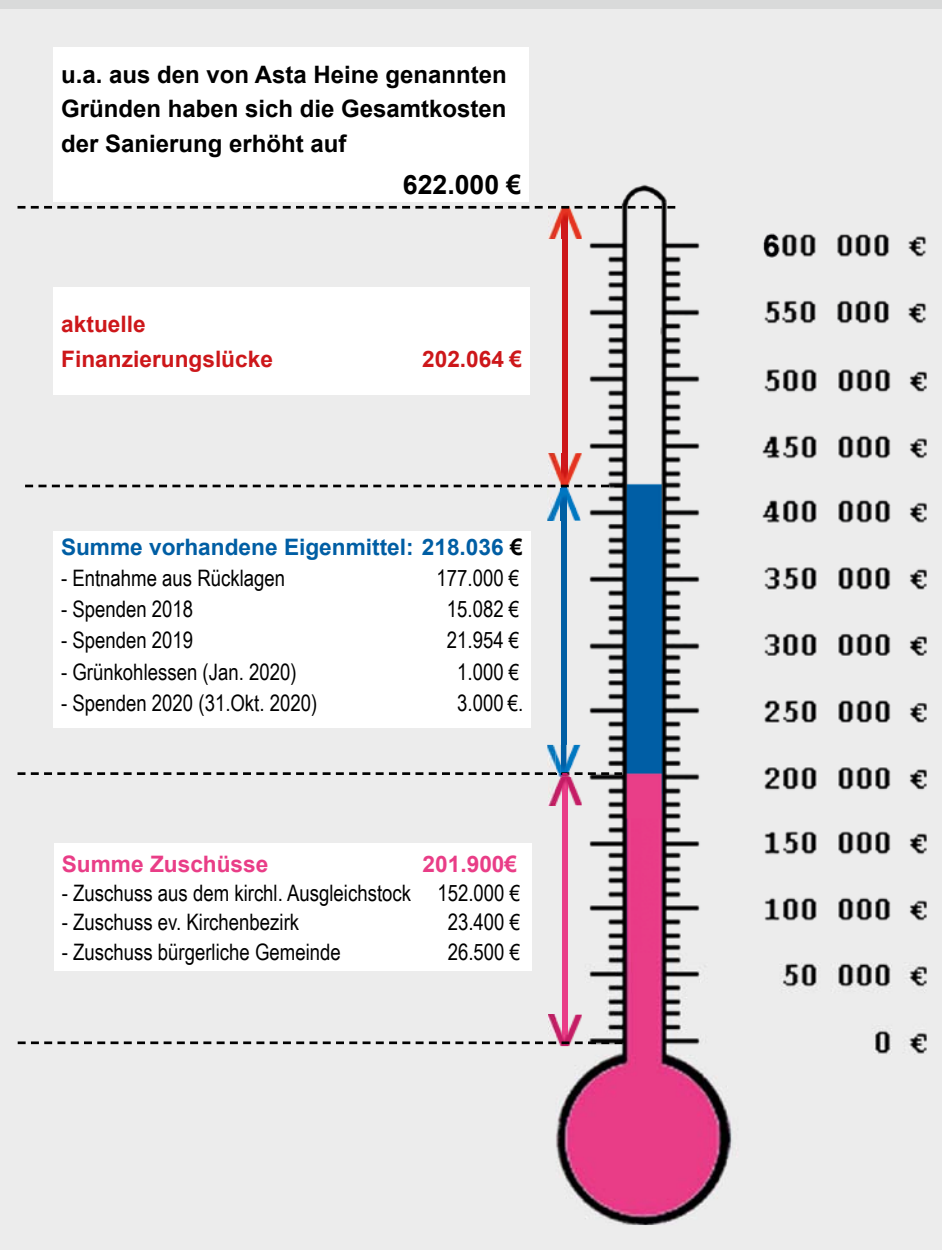 u.a. aus den von Asta Heine genannten
Gründen haben sich die Gesamtkosten
der Sanierung erhöht auf
622.000 €
aktuelle
Finanzierungslücke 202.064 €
Summe vorhandene Eigenmittel: 218.036 €
- Entnahme aus Rücklagen 177.000 €
- Spenden 2018 15.082 €
- Spenden 2019 21.954 €
- Grünkohlessen (Jan. 2020) 1.000 €
- Spenden 2020 (31.Okt. 2020) 3.000 €.
Summe Zuschüsse 201.900€
- Zuschuss aus dem kirchl. Ausgleichstock 152.000 €
- Zuschuss ev. Kirchenbezirk 23.400 €
- Zuschuss bürgerliche Gemeinde 26.500 €
600 000 €
550 000 €
500 000 €
450 000 €
400 000 €
350 000 €
300 000 €
250 000 €
200 000 €
150 000 €
100 000 €
50 000 €
0 €